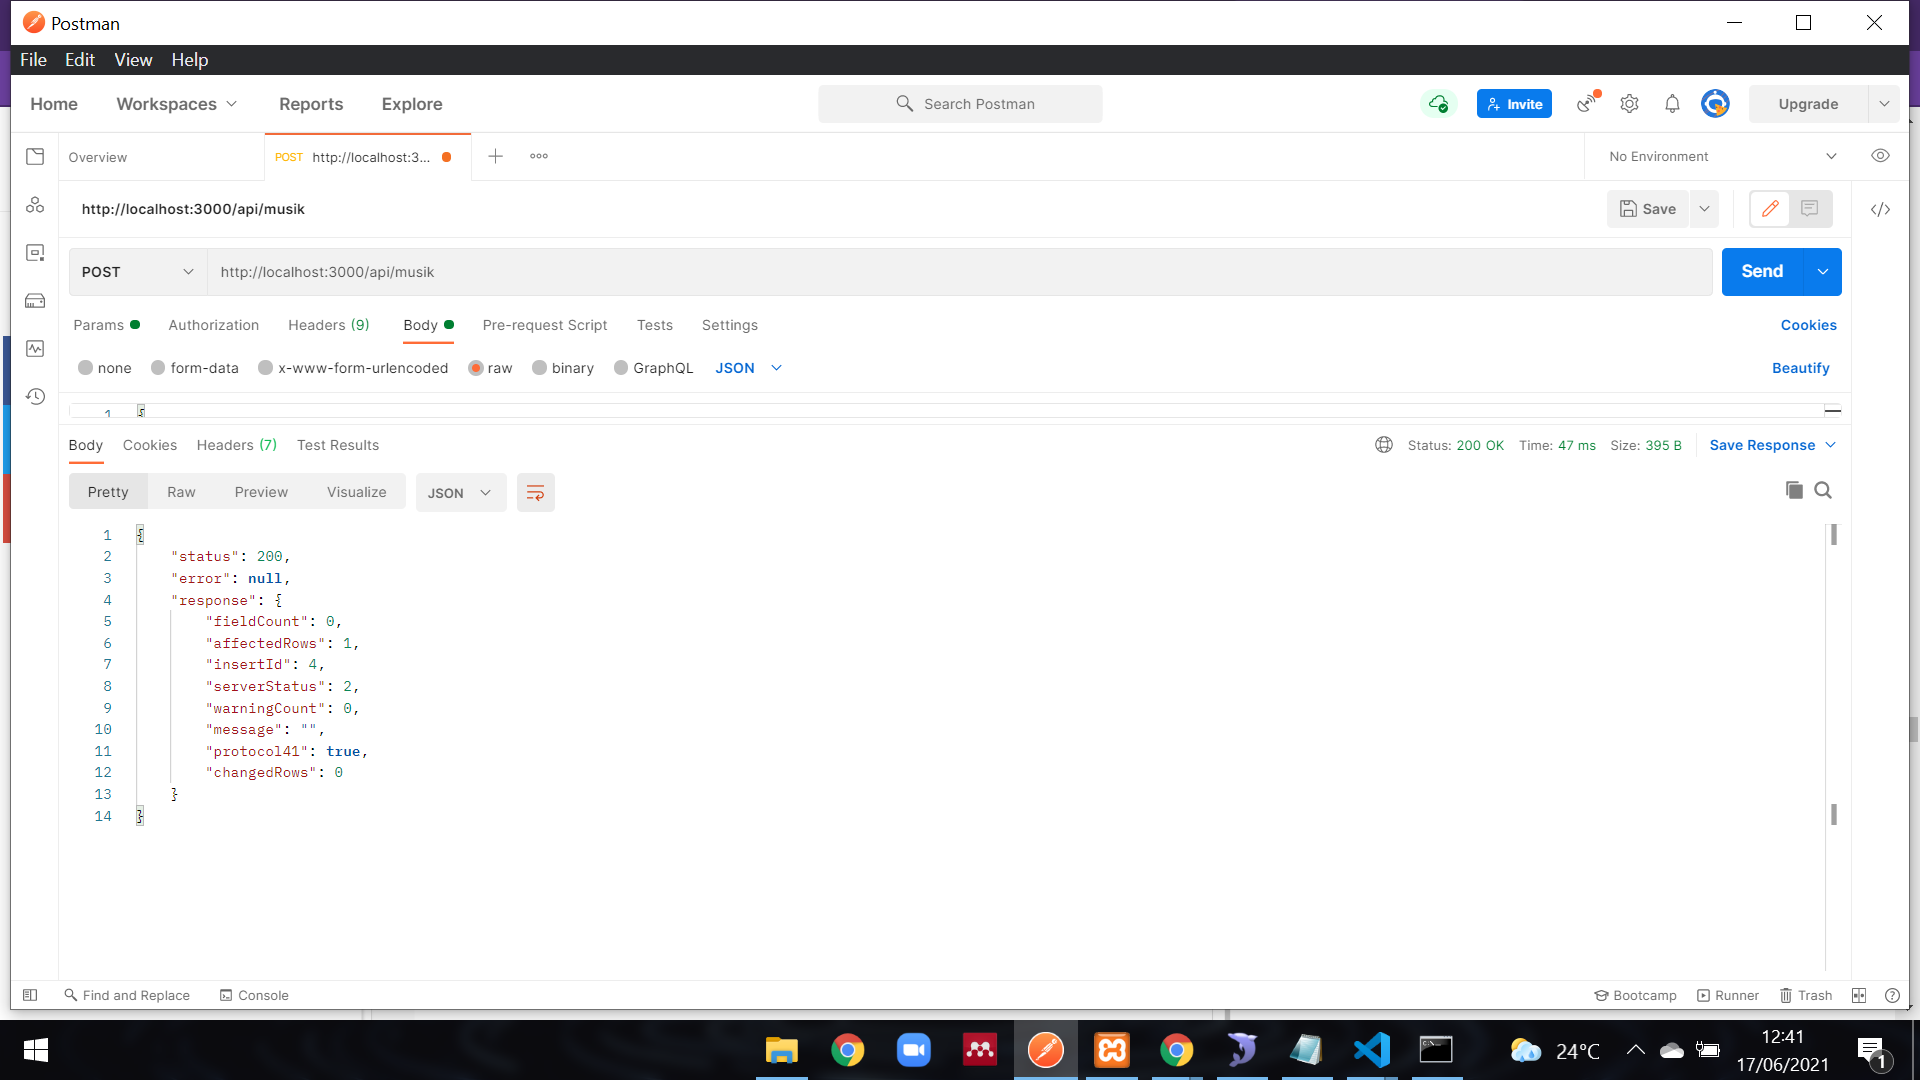 Postman
File Edit View Help
Home Workspaces Reports Explore Search Postman Invite Upgrade
Overview POST http://localhost:3... No Environment
http://localhost:3000/api/musik Save
POST http://localhost:3000/api/musik Send
Params Authorization Headers (9) Body Pre-request Script Tests Settings Cookies
none form-data x-www-form-urlencoded raw binary GraphQL JSON Beautify
1 {
Body Cookies Headers (7) Test Results Status: 200 OK Time: 47 ms Size: 395 B Save Response
Pretty Raw Preview Visualize JSON
1 {
2 "status": 200,
3 "error": null,
4 "response": {
5 "fieldCount": 0,
6 "affectedRows": 1,
7 "insertId": 4,
8 "serverStatus": 2,
9 "warningCount": 0,
10 "message": "",
11 "protocol41": true,
12 "changedRows": 0
13 }
14 }
Find and Replace Console Bootcamp Runner Trash
24°C 12:41
17/06/2021 1